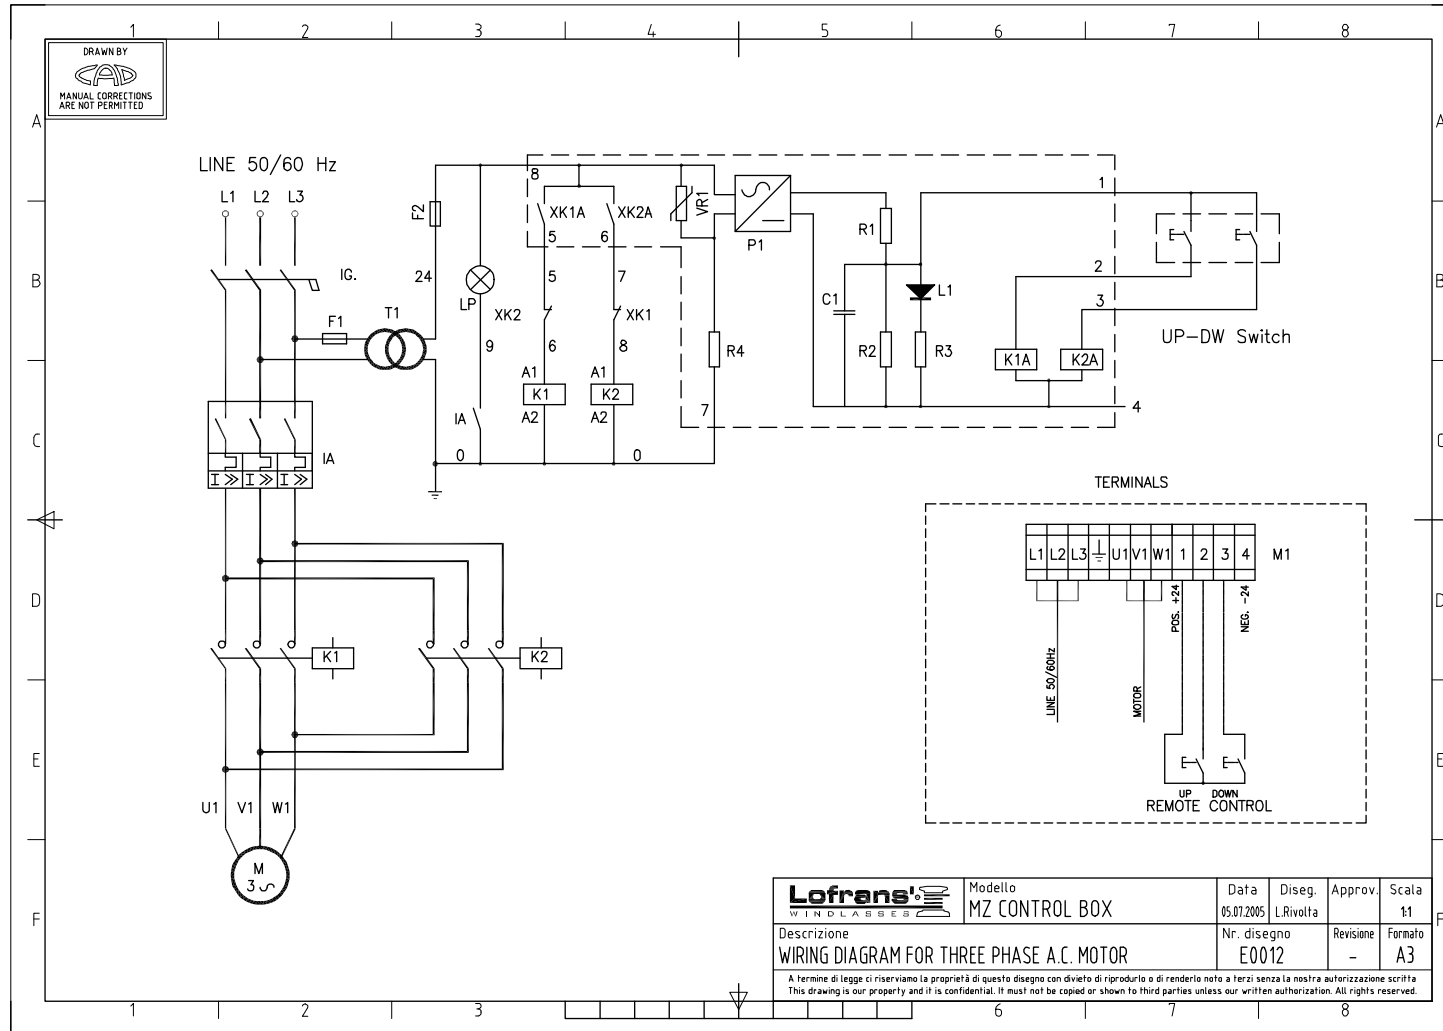 1 2 3 4 5 6 7 8
DRAWN BY
CAD
MANUAL CORRECTIONS
ARE NOT PERMITTED
A A
B B
C C
D D
E E
F F
LINE 50/60 Hz
L1 L2 L3
IG.
F1
T1
F2
24
LP
9
IA
0 0
8
XK1A XK2A
5 6
5 7
XK2 XK1
6 8
A1 A1
K1 K2
A2 A2
VR1
R4
7
P1
R1
C1
L1
R2 R3
K1A K2A
1
2
3
4
UP-DW Switch
IA
I >> I >> I >>
K1 K2
U1 V1 W1
M
3
TERMINALS
L1 L2 L3 U1 V1 W1 1 2 3 4 M1
POS. +24
NEG. -24
LINE 50/60Hz
MOTOR
UP DOWN
REMOTE CONTROL
Lofrans'
WINDLASSES
Modello
MZ CONTROL BOX
Data
05.07.2005
Diseg.
L.Rivolta
Approv.
Scala
1:1
Descrizione
WIRING DIAGRAM FOR THREE PHASE A.C. MOTOR
Nr. disegno
E0012
Revisione
-
Formato
A3
A termine di legge ci riserviamo la proprietà di questo disegno con divieto di riprodurlo o di renderlo noto a terzi senza la nostra autorizzazione scritta
This drawing is our property and it is confidential. It must not be copied or shown to third parties unless our written authorization. All rights reserved.
1 2 3 6 7 8